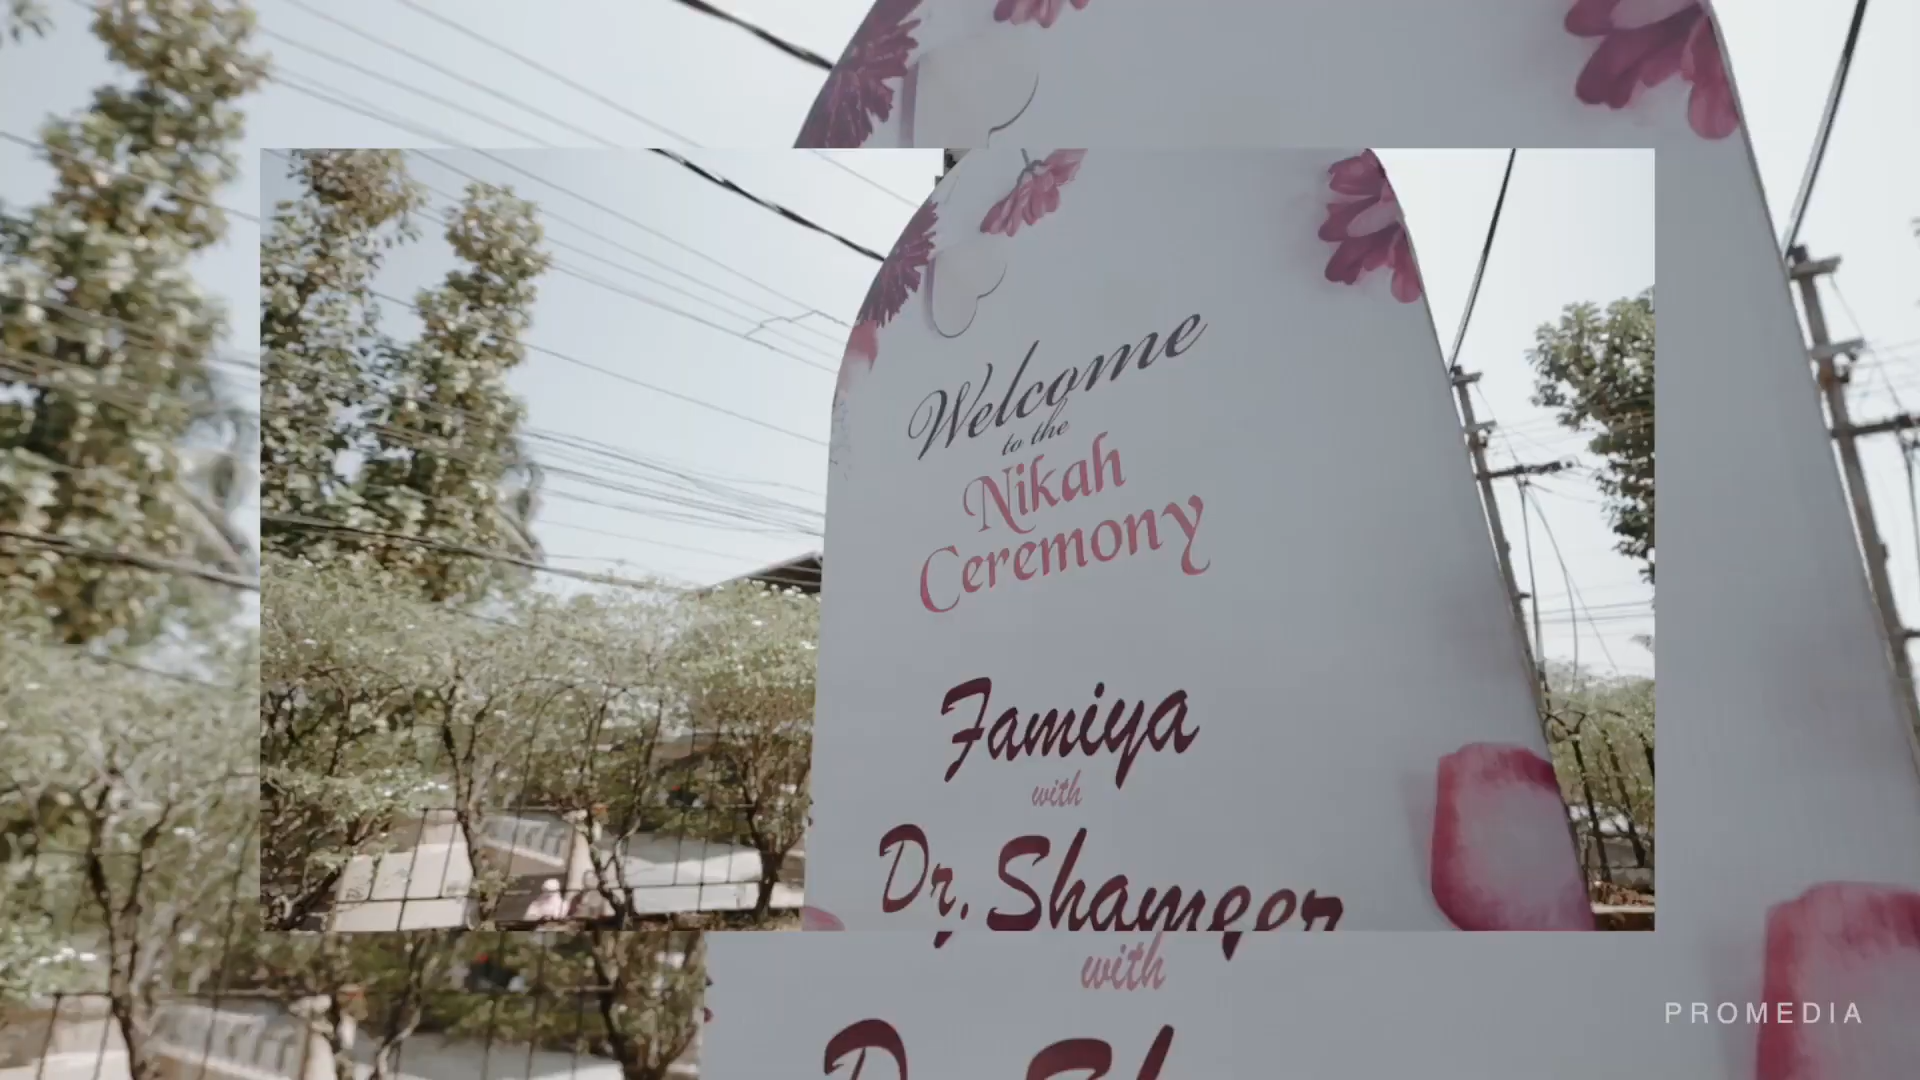 Welcome
to the
Nikah
Ceremony
Famiya
with
Dr. Shameer
with
PROMEDIA